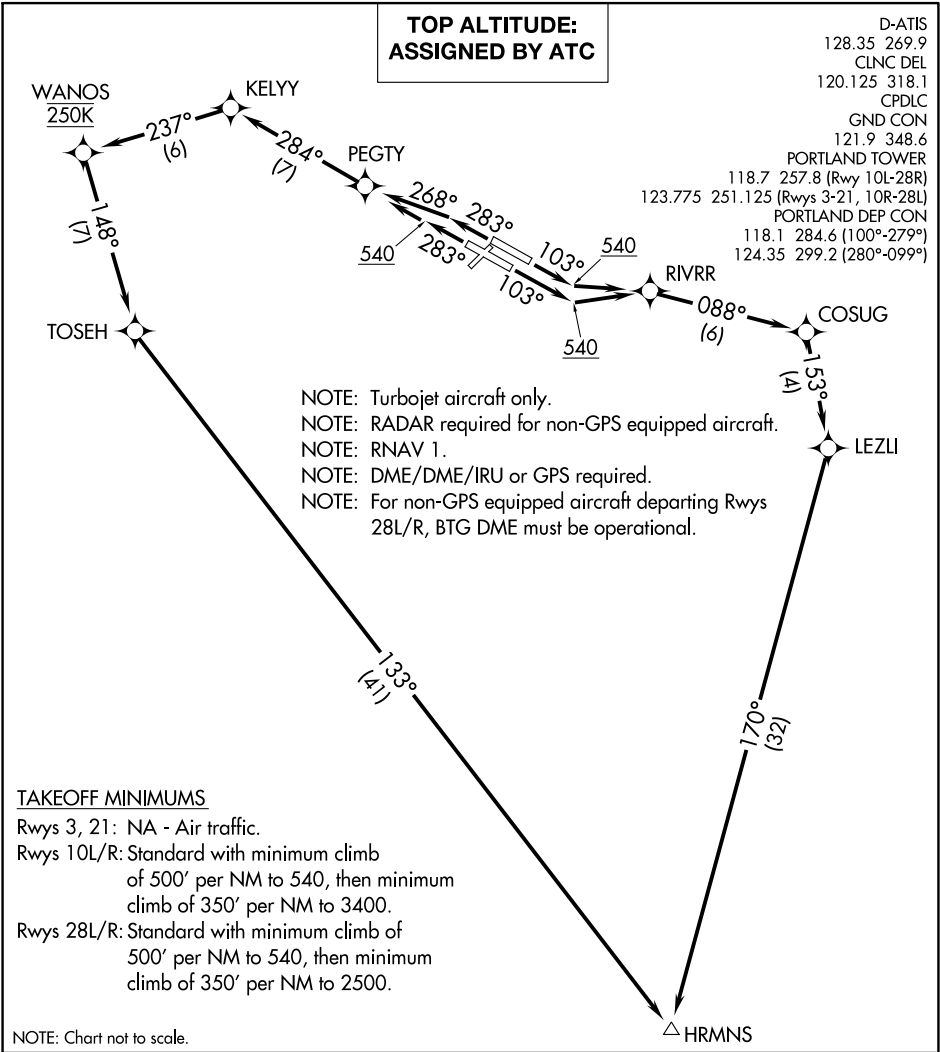 TOP ALTITUDE:
ASSIGNED BY ATC
D-ATIS
128.35 269.9
CLNC DEL
120.125 318.1
CPDLC
GND CON
121.9 348.6
PORTLAND TOWER
118.7 257.8 (Rwy 10L-28R)
123.775 251.125 (Rwys 3-21, 10R-28L)
PORTLAND DEP CON
118.1 284.6 (100°-279°)
124.35 299.2 (280°-099°)
WANOS
250K
KELYY
237°
(6)
284°
(7)
PEGTY
148°
(7)
268°
283°
540
283°
103°
540
103°
540
RIVRR
088°
(6)
COSUG
153°
(4)
LEZLI
TOSEH
NOTE: Turbojet aircraft only.
NOTE: RADAR required for non-GPS equipped aircraft.
NOTE: RNAV 1.
NOTE: DME/DME/IRU or GPS required.
NOTE: For non-GPS equipped aircraft departing Rwys
28L/R, BTG DME must be operational.
133°
(41)
170°
(32)
TAKEOFF MINIMUMS
Rwys 3, 21: NA - Air traffic.
Rwys 10L/R: Standard with minimum climb
of 500' per NM to 540, then minimum
climb of 350' per NM to 3400.
Rwys 28L/R: Standard with minimum climb of
500' per NM to 540, then minimum
climb of 350' per NM to 2500.
HRMNS
NOTE: Chart not to scale.